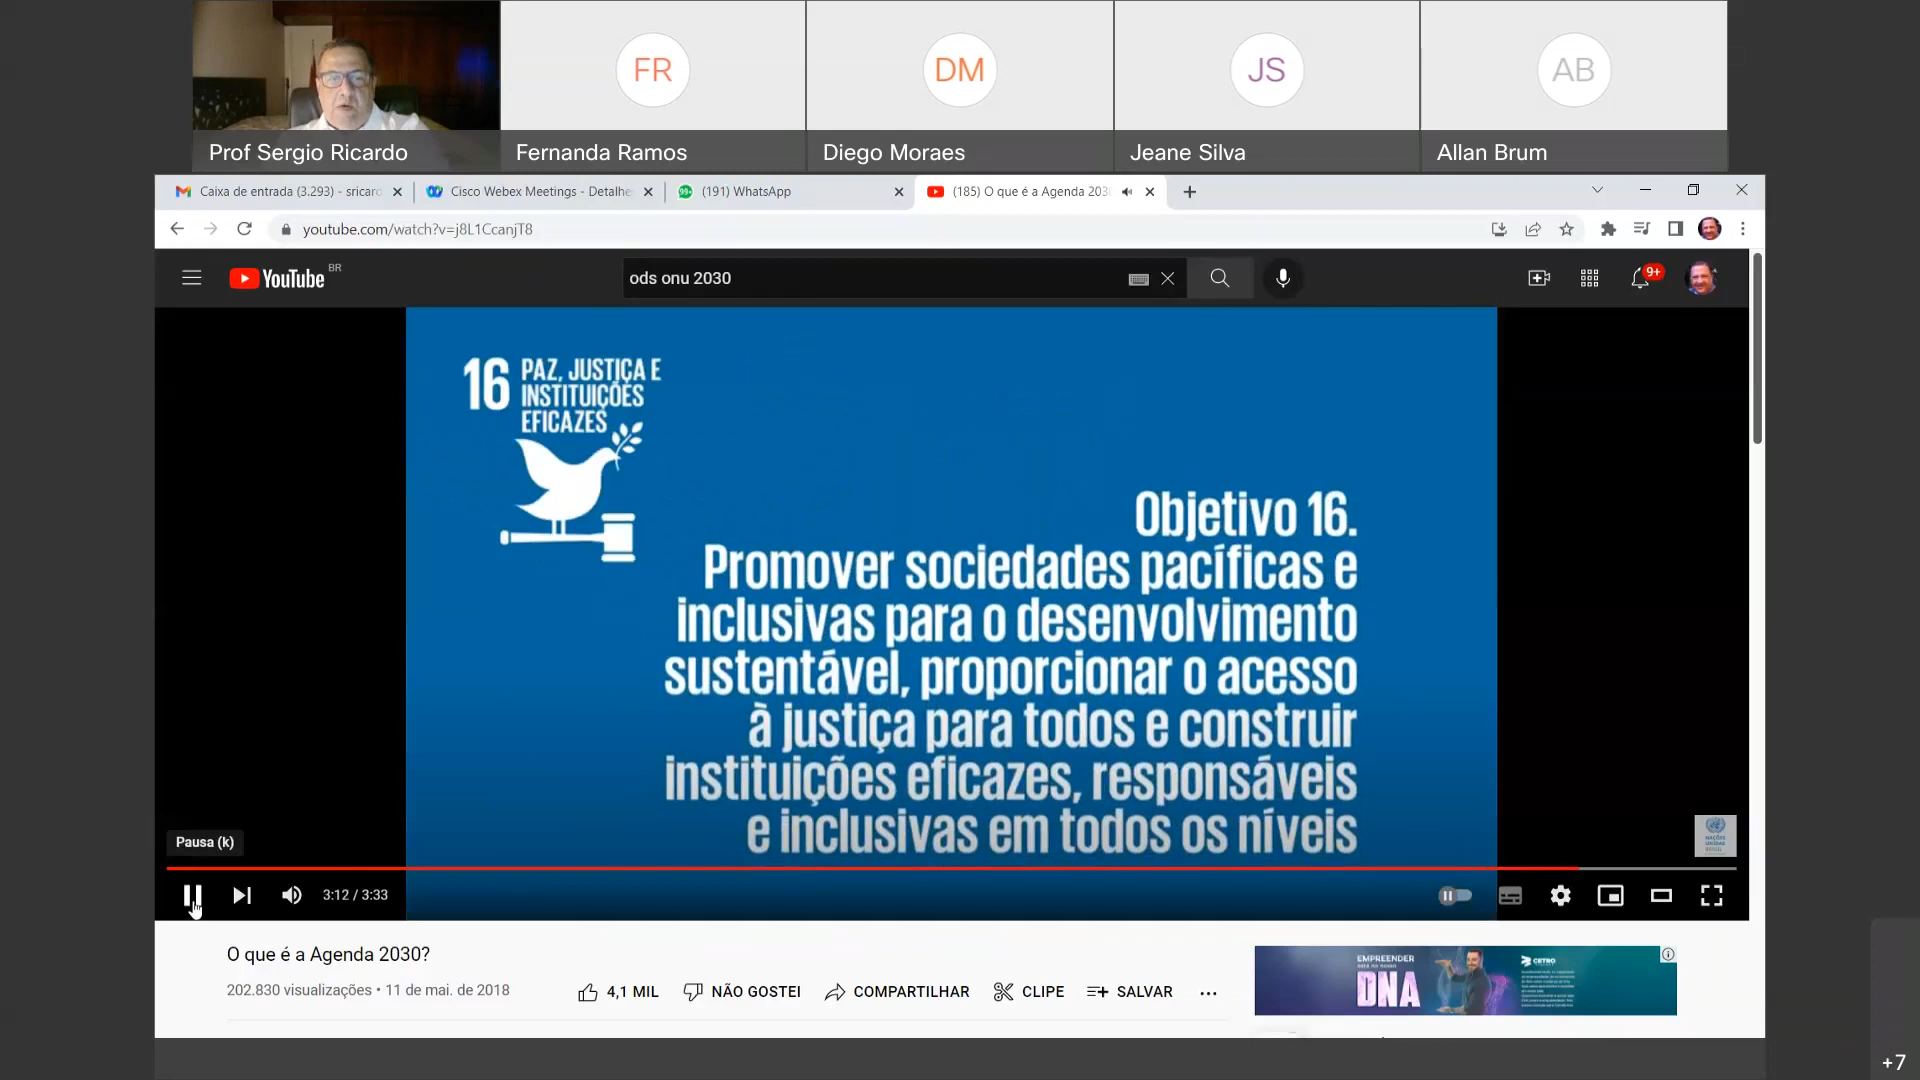 FR
DM
JS
AB
Prof Sergio Ricardo
Fernanda Ramos
Diego Moraes
Jeane Silva
Allan Brum
Caixa de entrada (3.293) - sricar
Cisco Webex Meetings - Detalhe
99+
(191) WhatsApp
(185) O que é a Agenda 203
youtube.com/watch?v=j8L1CcanjT8
YouTube BR
ods onu 2030
9+
16 PAZ, JUSTIÇA E
INSTITUIÇÕES
EFICAZES
Objetivo 16.
Promover sociedades pacíficas e
inclusivas para o desenvolvimento
sustentável, proporcionar o acesso
à justiça para todos e construir
instituições eficazes, responsáveis
e inclusivas em todos os níveis
NAÇÕES
UNIDAS
BRASIL
Pausa (k)
3:12 / 3:33
O que é a Agenda 2030?
202.830 visualizações • 11 de mai. de 2018
4,1 MIL
NÃO GOSTEI
COMPARTILHAR
CLIPE
SALVAR
EMPREENDER
DNA
CETRO
+7